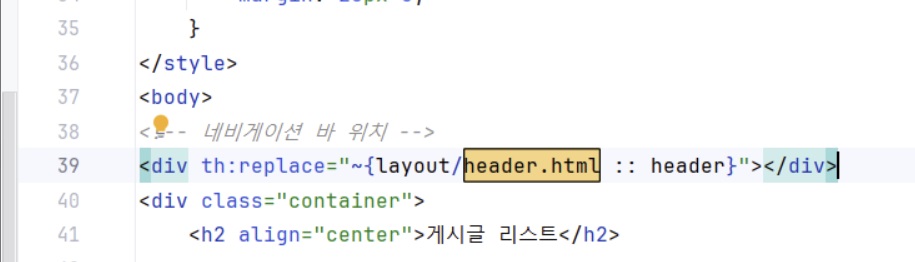 35 }
36 </style>
37 <body>
38 <!-- 네비게이션 바 위치 -->
39 <div th:replace="~{layout/header.html :: header}"></div>
40 <div class="container">
41 <h2 align="center">게시글 리스트</h2>